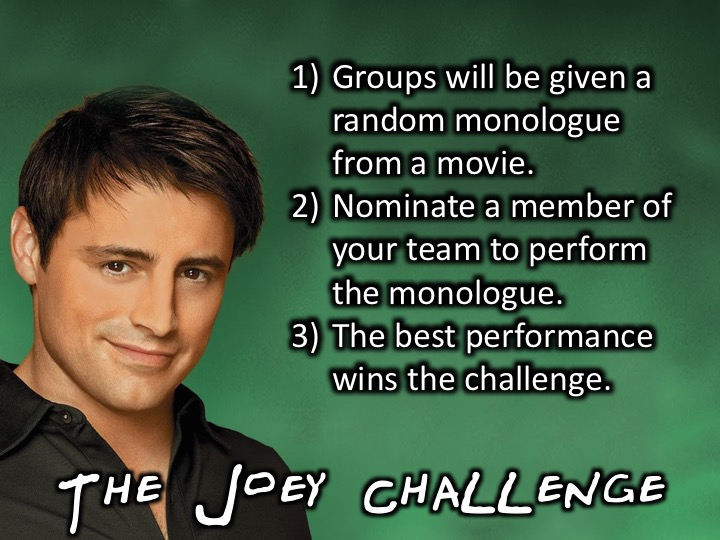 1) Groups will be given a
random monologue
from a movie.
2) Nominate a member of
your team to perform
the monologue.
3) The best performance
wins the challenge.
The Joey Challenge